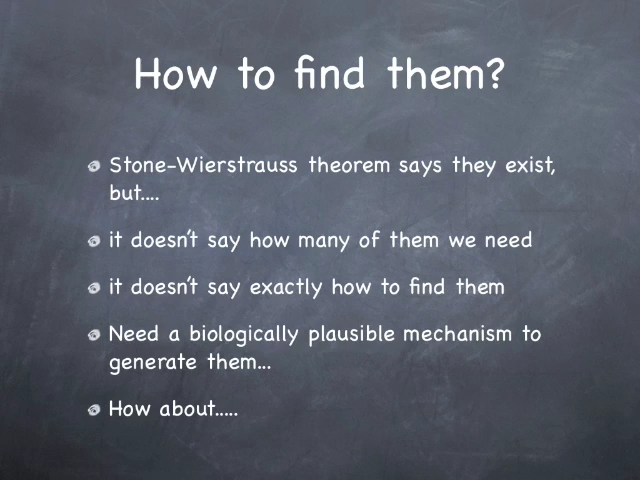 How to find them?
Stone-Wierstrauss theorem says they exist,
but....
it doesn't say how many of them we need
it doesn't say exactly how to find them
Need a biologically plausible mechanism to
generate them...
How about.....